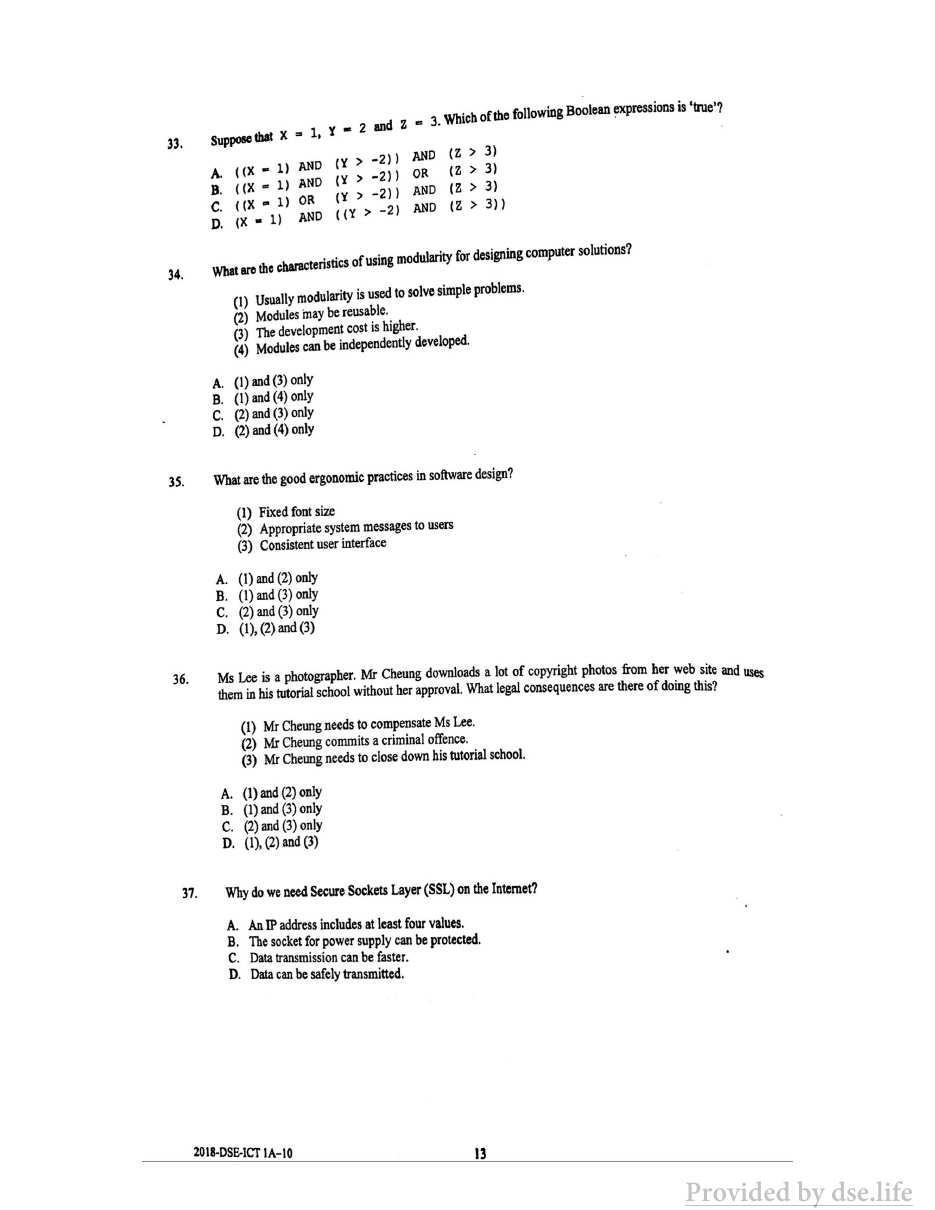 33. Suppose that X = 1, Y = 2 and Z = 3. Which of the following Boolean expressions is 'true'?
A. ((X = 1) AND (Y > -2)) AND (Z > 3)
B. ((X = 1) AND (Y > -2)) OR (Z > 3)
C. ((X = 1) OR (Y > -2)) AND (Z > 3)
D. (X = 1) AND ((Y > -2) AND (Z > 3))
34. What are the characteristics of using modularity for designing computer solutions?
(1) Usually modularity is used to solve simple problems.
(2) Modules may be reusable.
(3) The development cost is higher.
(4) Modules can be independently developed.
A. (1) and (3) only
B. (1) and (4) only
C. (2) and (3) only
D. (2) and (4) only
35. What are the good ergonomic practices in software design?
(1) Fixed font size
(2) Appropriate system messages to users
(3) Consistent user interface
A. (1) and (2) only
B. (1) and (3) only
C. (2) and (3) only
D. (1), (2) and (3)
36. Ms Lee is a photographer. Mr Cheung downloads a lot of copyright photos from her web site and uses
them in his tutorial school without her approval. What legal consequences are there of doing this?
(1) Mr Cheung needs to compensate Ms Lee.
(2) Mr Cheung commits a criminal offence.
(3) Mr Cheung needs to close down his tutorial school.
A. (1) and (2) only
B. (1) and (3) only
C. (2) and (3) only
D. (1), (2) and (3)
37. Why do we need Secure Sockets Layer (SSL) on the Internet?
A. An IP address includes at least four values.
B. The socket for power supply can be protected.
C. Data transmission can be faster.
D. Data can be safely transmitted.
2018-DSE-ICT 1A–10 13
Provided by dse.life